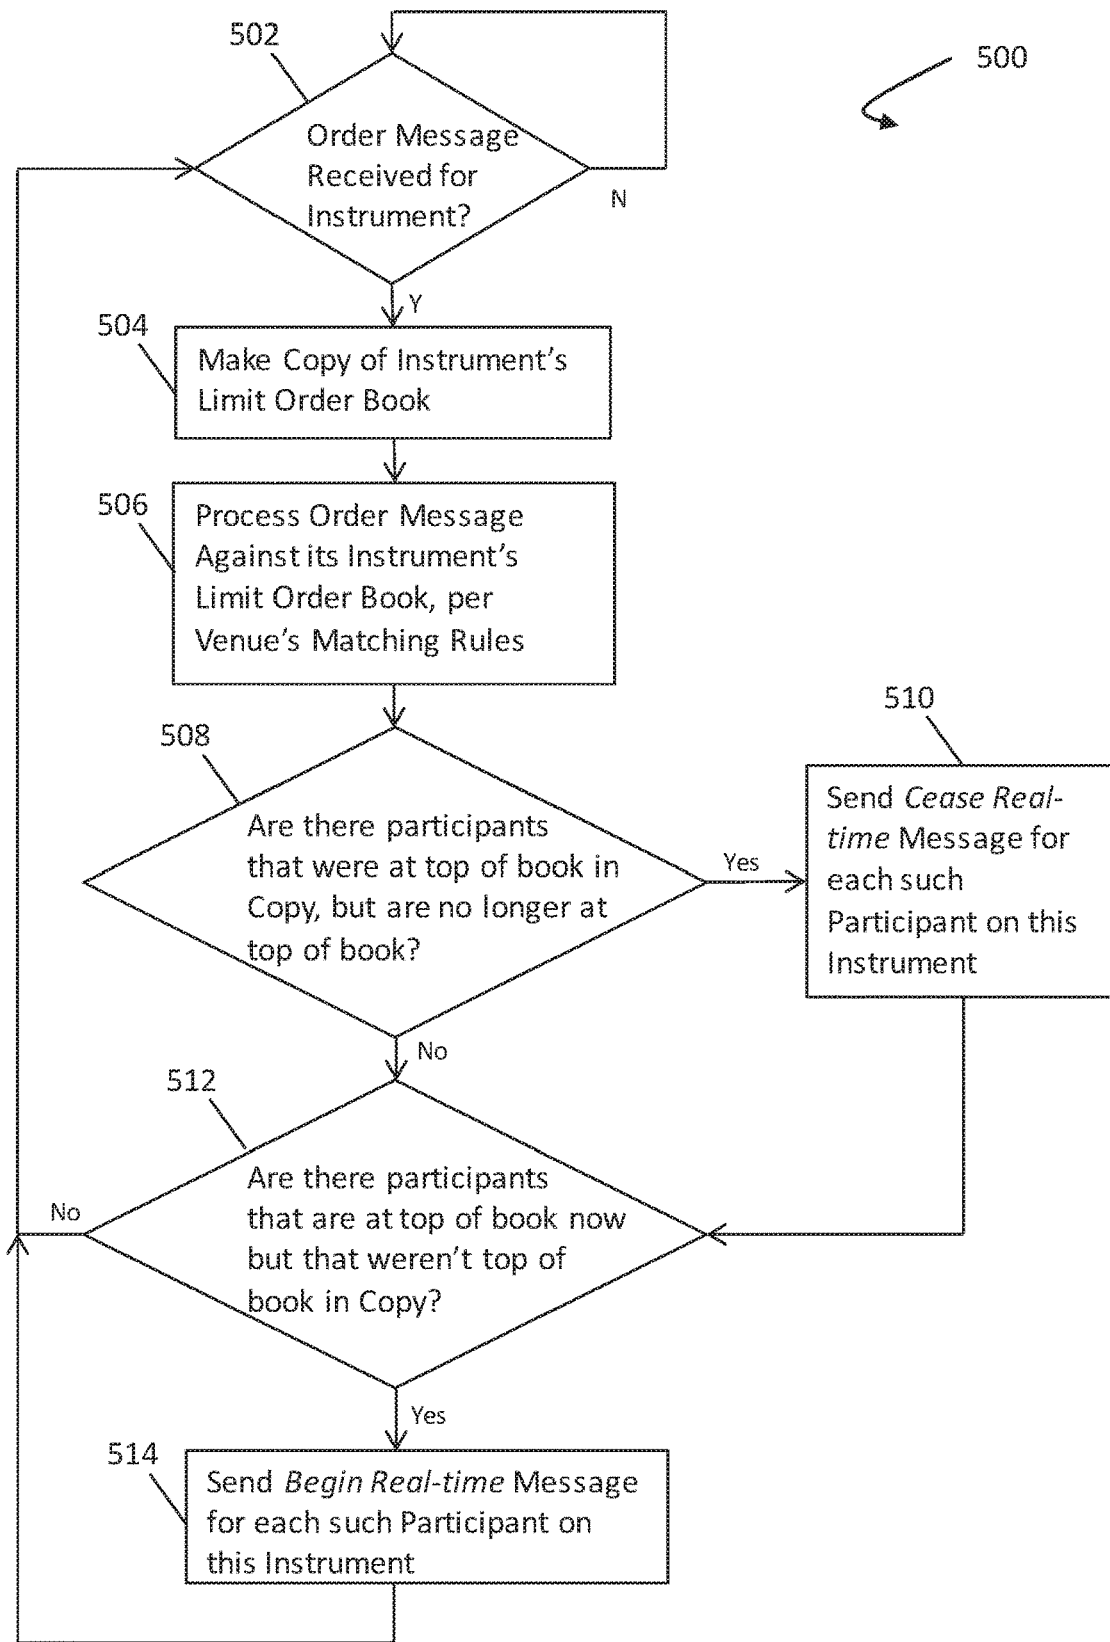 502
500
Order Message
Received for
Instrument?
N
Y
504
Make Copy of Instrument's
Limit Order Book
506
Process Order Message
Against its Instrument's
Limit Order Book, per
Venue's Matching Rules
508
Are there participants
that were at top of book in
Copy, but are no longer at
top of book?
Yes
510
Send Cease Real-
time Message for
each such
Participant on this
Instrument
No
512
Are there participants
that are at top of book now
but that weren't top of
book in Copy?
No
Yes
514
Send Begin Real-time Message
for each such Participant on
this Instrument